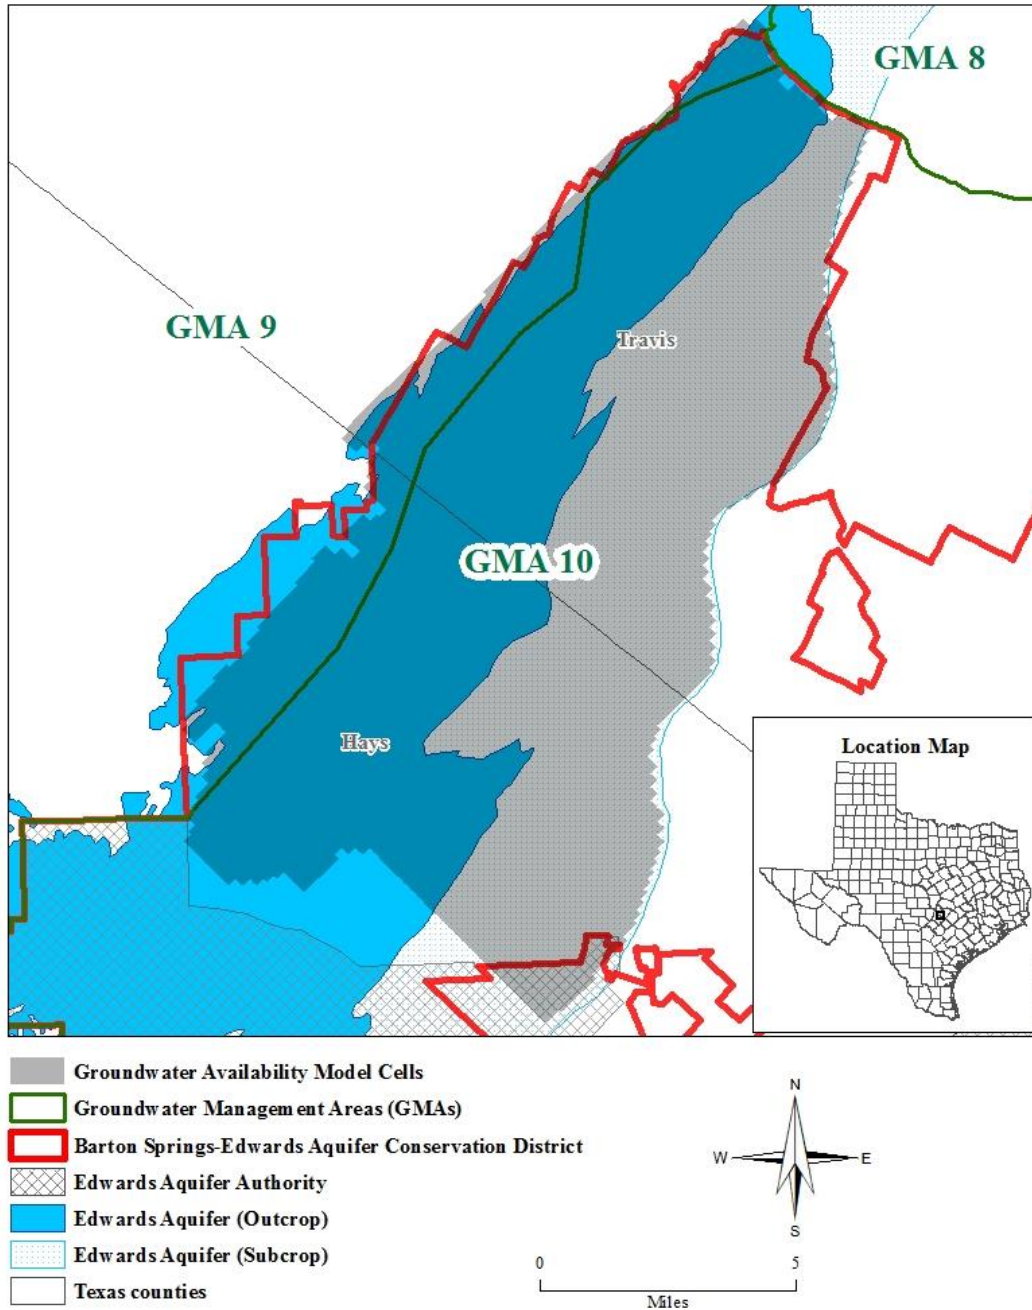 GMA 8
GMA 9
Travis
GMA 10
Hays
Location Map
Groundwater Availability Model Cells
Groundwater Management Areas (GMAs)
Barton Springs-Edwards Aquifer Conservation District
Edwards Aquifer Authority
Edwards Aquifer (Outcrop)
Edwards Aquifer (Subcrop)
Texas counties
N
W E
S
0 5
Miles